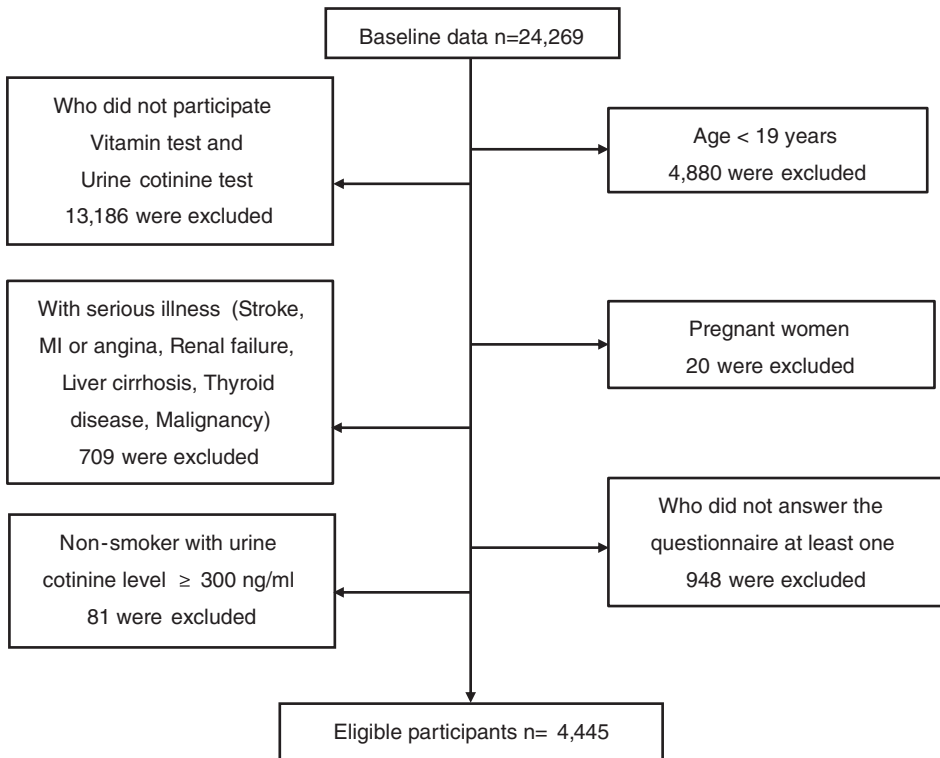 Baseline data n=24,269
Age < 19 years
4,880 were excluded
Who did not participate
Vitamin test and
Urine cotinine test
13,186 were excluded
Pregnant women
20 were excluded
With serious illness (Stroke,
MI or angina, Renal failure,
Liver cirrhosis, Thyroid
disease, Malignancy)
709 were excluded
Who did not answer the
questionnaire at least one
948 were excluded
Non-smoker with urine
cotinine level ≥ 300 ng/ml
81 were excluded
Eligible participants n= 4,445